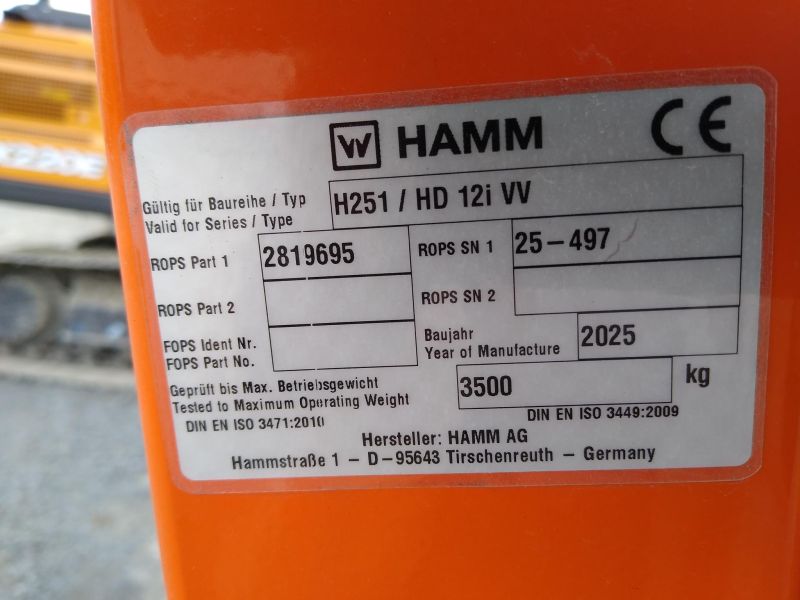 HAMM CE
Gültig für Baureihe / Typ
Valid for Series / Type
H251 / HD 12i VV
ROPS Part 1 2819695 ROPS SN 1 25-497
ROPS Part 2 ROPS SN 2
FOPS Ident Nr.
FOPS Part No.
Baujahr
Year of Manufacture 2025
Geprüft bis Max. Betriebsgewicht
Tested to Maximum Operating Weight 3500 kg
DIN EN ISO 3471:2010 DIN EN ISO 3449:2009
Hersteller: HAMM AG
Hammstraße 1 - D-95643 Tirschenreuth - Germany